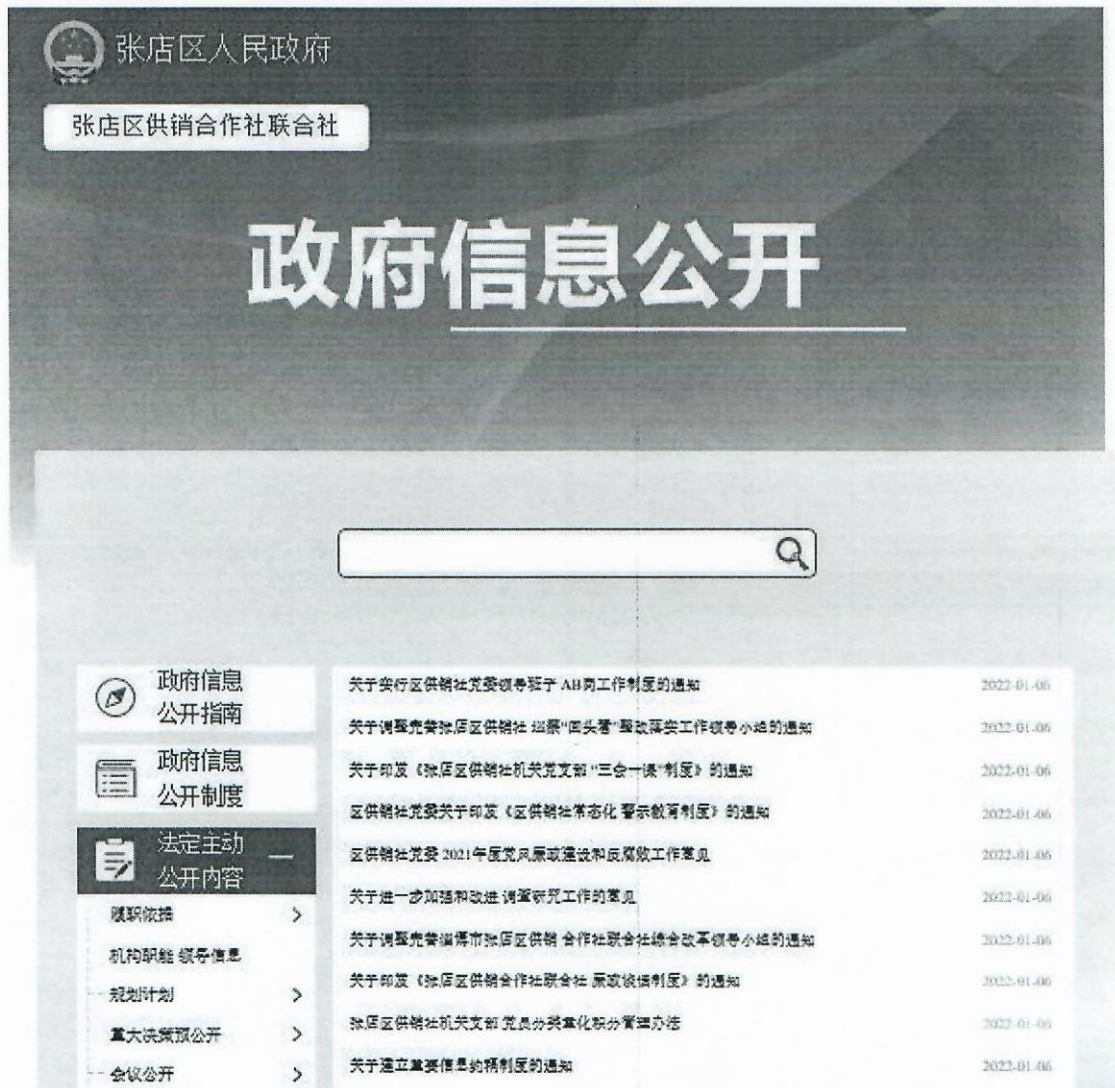 张店区人民政府
张店区供销合作社联合社
政府信息公开
政府信息
公开指南
政府信息
公开制度
法定主动
公开内容
履职依据
机构职能 领导信息
规划计划
重大决策预公开
会议公开
关于实行区供销社党委领导班子 AB岗工作制度的通知 2022-01-06
关于调整完善张店区供销社 巡察“回头看”整改落实工作领导小组的通知 2022-01-06
关于印发《张店区供销社机关党支部 “三会一课”制度》的通知 2022-01-06
区供销社党委关于印发《区供销社常态化 警示教育制度》的通知 2022-01-06
区供销社党委 2021年度党风廉政建设和反腐败工作意见 2022-01-06
关于进一步加强和改进 调查研究工作的意见 2022-01-06
关于调整完善淄博市张店区供销 合作社联合社综合改革领导小组的通知 2022-01-06
关于印发《张店区供销合作社联合社 廉政谈话制度》的通知 2022-01-06
张店区供销社机关支部 党员分类量化积分管理办法 2022-01-06
关于建立重要信息约稿制度的通知 2022-01-06